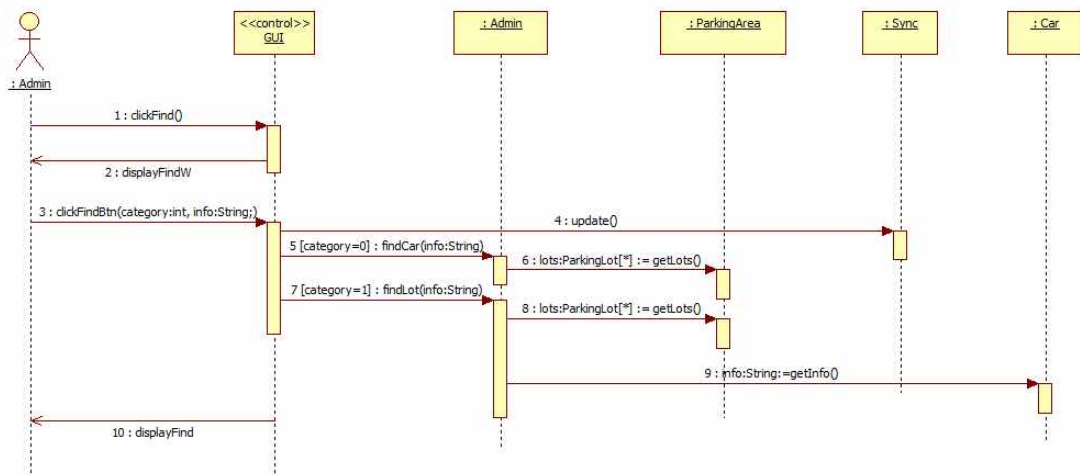 <<control>>
GUI
: Admin
: ParkingArea
: Sync
: Car
: Admin
1 : clickFind()
2 : displayFindW
3 : clickFindBtn(category:int, info:String;)
4 : update()
5 [category=0] : findCar(info:String)
6 : lots:ParkingLot[*] := getLots()
7 [category=1] : findLot(info:String)
8 : lots:ParkingLot[*] := getLots()
9 : info:String:=getInfo()
10 : displayFind